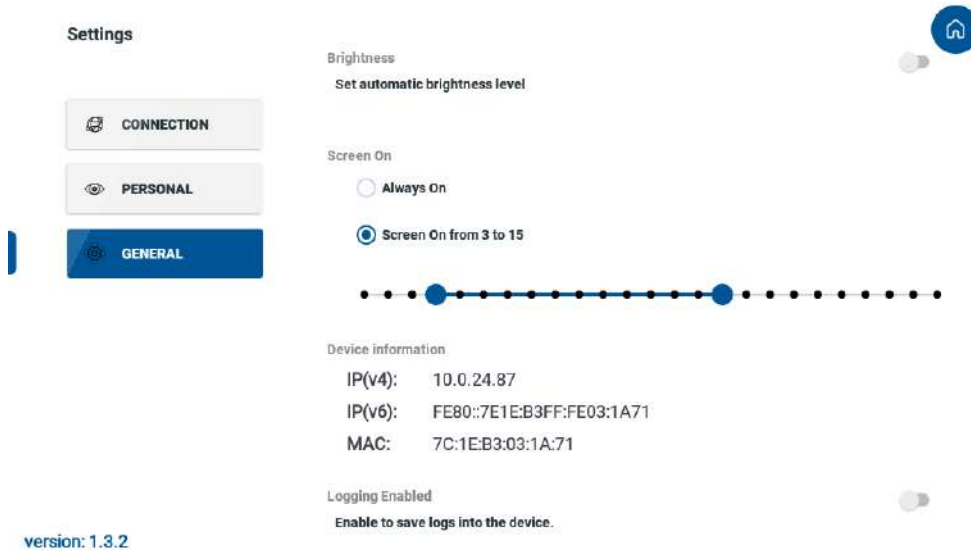 Settings
CONNECTION
PERSONAL
GENERAL
version: 1.3.2
Brightness
Set automatic brightness level
Screen On
Always On
Screen On from 3 to 15
Device information
IP(v4): 10.0.24.87
IP(v6): FE80::7E1E:B3FF:FE03:1A71
MAC: 7C:1E:B3:03:1A:71
Logging Enabled
Enable to save logs into the device.